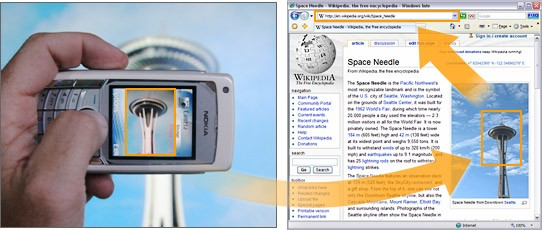 NOKIA
Space Needle, the free encyclopedia - Windows Inte
http://en.wikipedia.org/wiki/Space_Needle
Space Needle - Wikipedia, the free encyclopedia
Page
Tools
Sign in / create account
article
discussion
edit this page
WIKIPEDIA
The Free Encyclopedia
navigation
Main Page
Community Portal
Featured articles
Current events
Recent changes
Random article
Help
Contact Wikipedia
Donations
search
Go
Search
toolbox
What links here
Related changes
Upload file
Special pages
Printable version
Permanent link
Space Needle
From Wikipedia, the free encyclopedia
The Space Needle is the Pacific Northwest's
most recognizable landmark and is the symbol
of the U.S. city of Seattle, Washington. Located
on the grounds of Seattle Center, it was built for
the 1962 World's Fair, during which time nearly
20,000 people a day used the elevators — 2.3
million visitors in all for the World Fair. It is now
privately owned. The Space Needle is a tower
184 m (605 feet) high and 42 m (138 feet) wide
at its widest point and weighs 9,550 tons. It is
built to withstand winds of up to 320 km/h (200
mph) and earthquakes up to 9.1 magnitude and
has 25 lightning rods on the roof to withstand
lightning strikes.
The Space Needle features an observation deck
at 159 m (520 feet), the SkyCity restaurant, and
a gift shop. From the top of it, one can see not
only the Downtown Seattle skyline, but also the
Cascade Mountains, Mount Rainier, Elliott Bay
and surrounding islands. Photographs of the
Seattle skyline often show the Space Needle in
Space Needle from Downtown Seattle
Internet